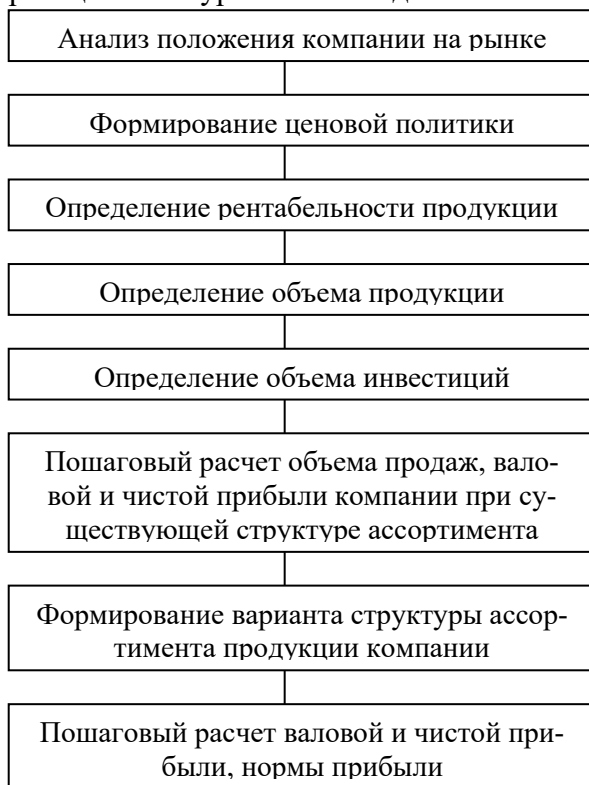 Анализ положения компании на рынке
Формирование ценовой политики
Определение рентабельности продукции
Определение объема продукции
Определение объема инвестиций
Пошаговый расчет объема продаж, вало-
вой и чистой прибыли компании при су-
ществующей структуре ассортимента
Формирование варианта структуры ассор-
тимента продукции компании
Пошаговый расчет валовой и чистой при-
были, нормы прибыли